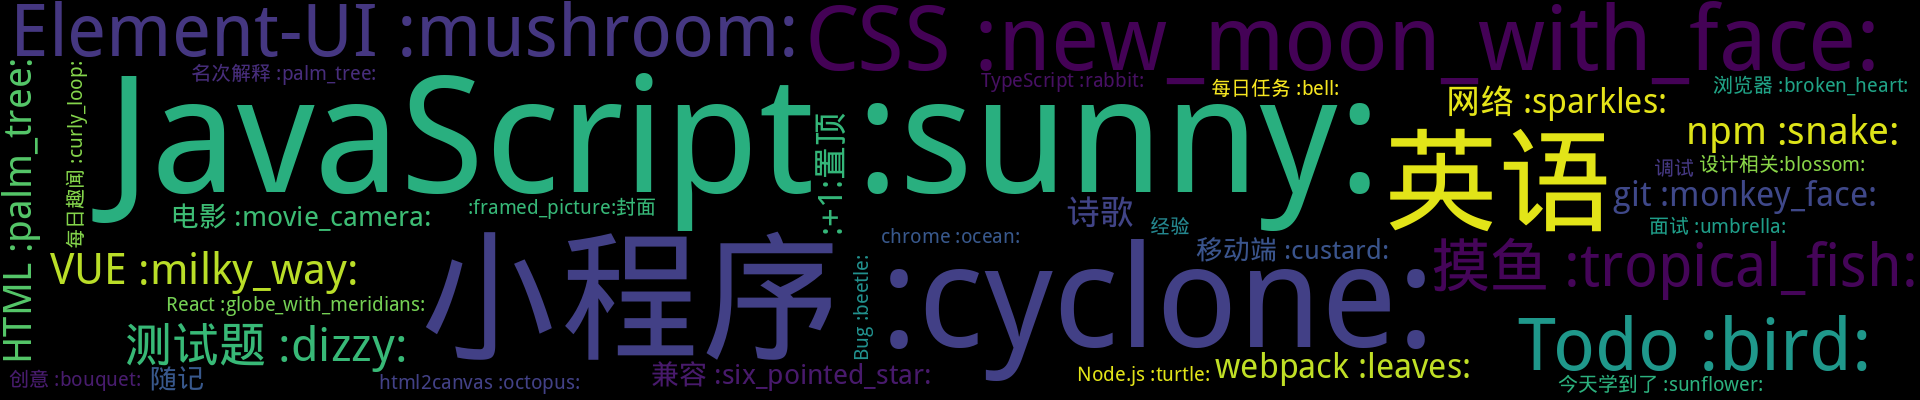 Element-UI :mushroom:
CSS :new_moon_with_face:
名次解释 :palm_tree:
TypeScript :rabbit:
每日任务 :bell:
浏览器 :broken_heart:
网络 :sparkles:
HTML :palm_tree:
每日趣闻 :curly_loop:
JavaScript :sunny:
:+1:置顶
英语
npm :snake:
调试
设计相关:blossom:
git :monkey_face:
电影 :movie_camera:
:framed_picture:封面
诗歌
经验
面试 :umbrella:
chrome :ocean:
移动端 :custard:
VUE :milky_way:
小程序 :cyclone:
摸鱼 :tropical_fish:
React :globe_with_meridians:
Bug :beetle:
测试题 :dizzy:
Todo :bird:
创意 :bouquet:
随记
html2canvas :octopus:
兼容 :six_pointed_star:
Node.js :turtle:
webpack :leaves:
今天学到了 :sunflower: